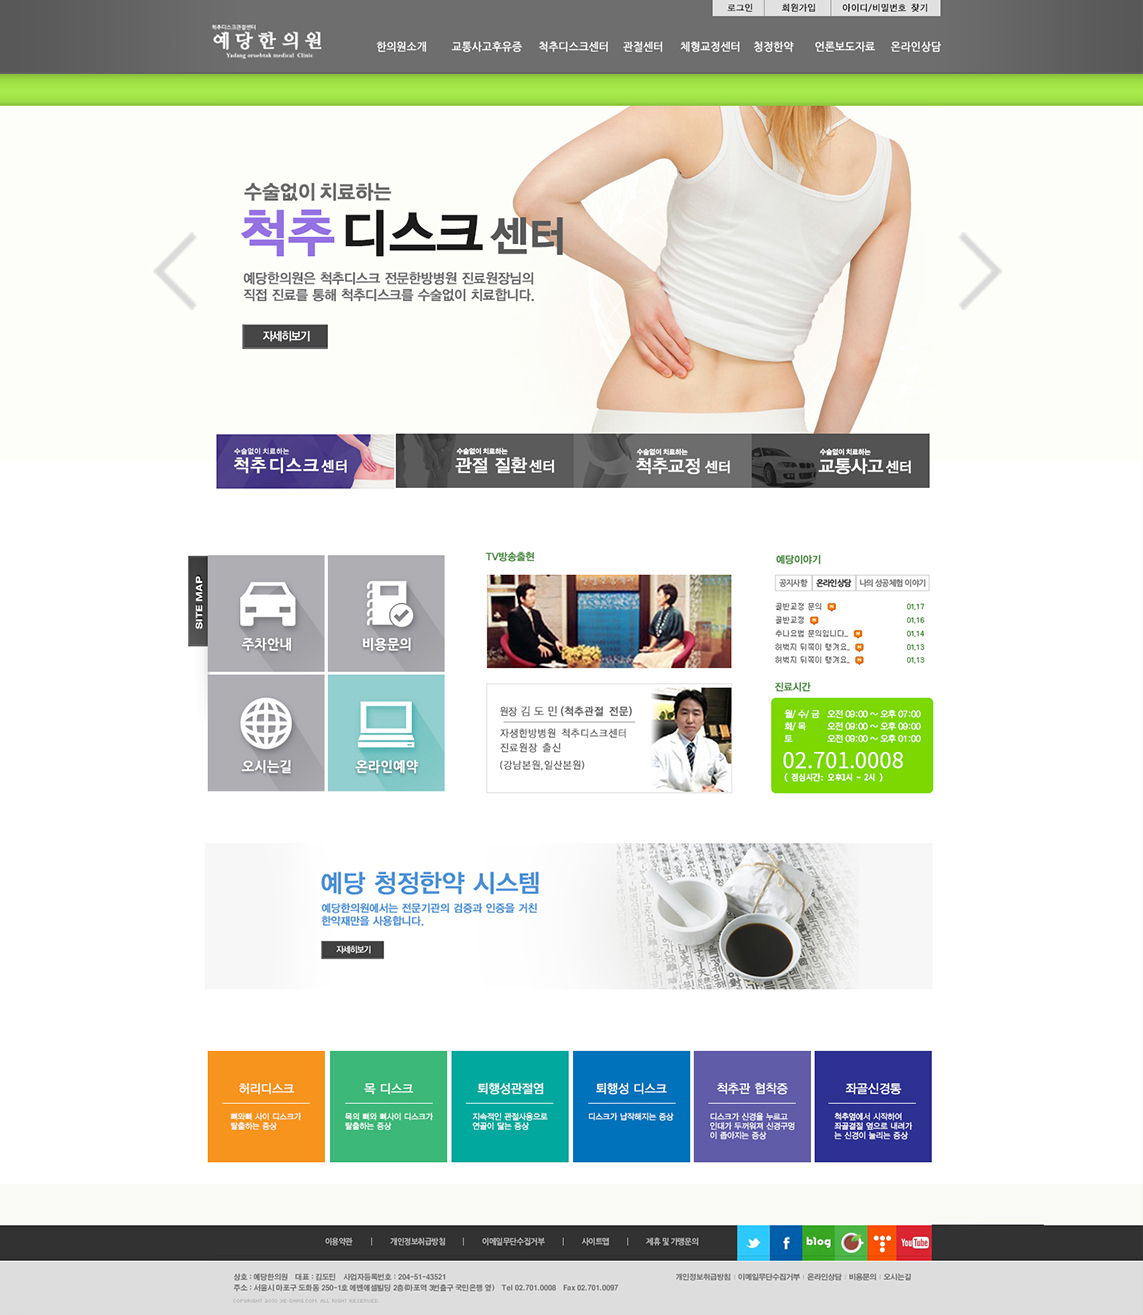 로그인 회원가입 아이디/비밀번호 찾기
척추디스크관절센터
예당한의원
한의원소개 교통사고후유증 척추디스크센터 관절센터 체형교정센터 청정한약 언론보도자료 온라인상담
수술없이 치료하는
척추 디스크 센터
예당한의원은 척추디스크 전문한방병원 진료원장님의
직접 진료를 통해 척추디스크를 수술없이 치료합니다.
자세히보기
수술없이 치료하는 수술없이 치료하는 수술없이 치료하는 수술없이 치료하는
척추 디스크 센터 관절 질환 센터 척추교정 센터 교통사고 센터
SITE MAP
주차안내 비용문의
오시는길 온라인예약
TV방송출현
원장 김 도 민 (척추관절 전문)
자생한방병원 척추디스크센터
진료원장 출신
(강남본원,일산본원)
예당이야기
공지사항 온라인상담 나의 성공체험 이야기
골반교정 문의 01.17
골반교정 01.16
추나요법 문의입니다.. 01.14
허벅지 뒤쪽이 땡겨요.. 01.13
허벅지 뒤쪽이 땡겨요.. 01.13
진료시간
월/ 수/ 금 오전 09:00 ~ 오후 07:00
화/ 목 오전 09:00 ~ 오후 09:00
토 오전 09:00 ~ 오후 01:00
02.701.0008
( 점심시간: 오후1시 ~ 2시 )
예당 청정한약 시스템
예당한의원에서는 전문기관의 검증과 인증을 거친
한약재만을 사용합니다.
자세히보기
허리디스크
뼈와뼈 사이 디스크가
탈출하는 증상
목 디스크
목의 뼈와 뼈사이 디스크가
탈출하는 증상
퇴행성관절염
지속적인 관절사용으로
연골이 닳는 증상
퇴행성 디스크
디스크가 납작해지는 증상
척추관 협착증
디스크가 신경을 누르고
인대가 두꺼워져 신경구멍
이 좁아지는 증상
좌골신경통
척추염에서 시작하여
좌골결절 옆으로 내려가
는 신경이 눌리는 증상
이용약관 | 개인정보취급방침 | 이메일무단수집거부 | 사이트맵 | 제휴 및 가맹문의
blog
YouTube
상호 : 예당한의원 대표 : 김도민 사업자등록번호 : 204-51-43521
주소 : 서울시 마포구 도화동 250-1호 에벤에셀빌딩 2층(마포역 3번출구 국민은행 옆) Tel 02.701.0008 Fax 02.701.0097
개인정보취급방침 | 이메일무단수집거부 | 온라인상담 | 비용문의 | 오시는길